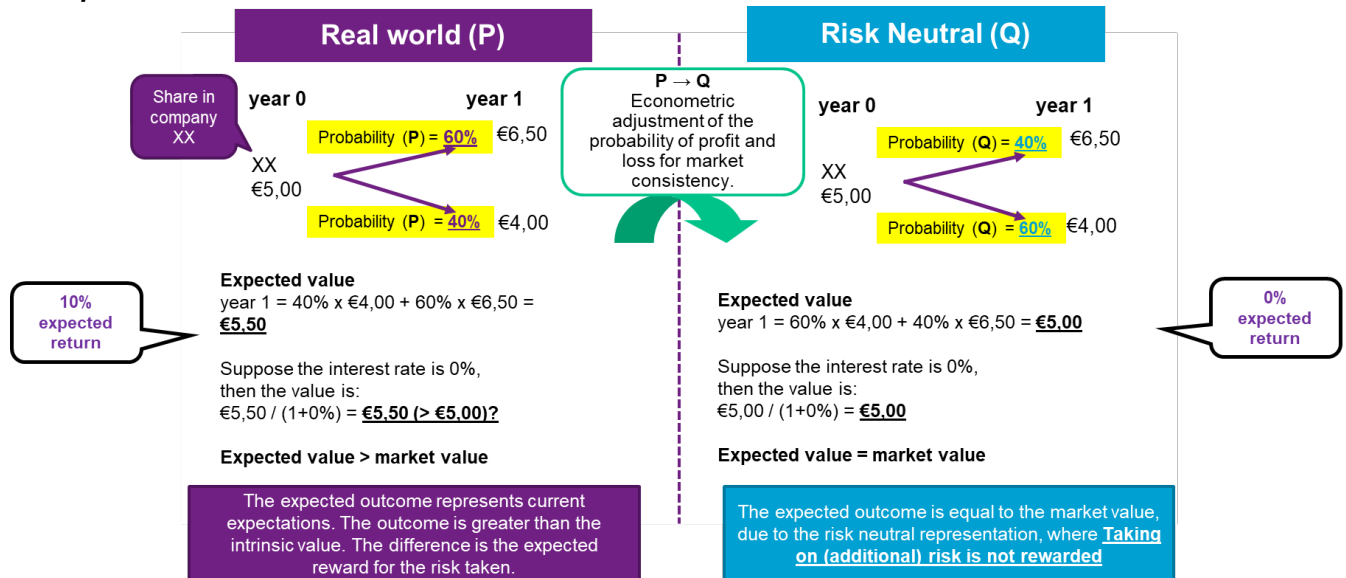 Real world (P)
Risk Neutral (Q)
Share in
company
XX
year 0
year 1
Probability (P) = 60%
€6,50
XX
€5,00
Probability (P) = 40%
€4,00
P → Q
Econometric
adjustment of the
probability of profit and
loss for market
consistency.
year 0
year 1
Probability (Q) = 40%
€6,50
XX
€5,00
Probability (Q) = 60%
€4,00
10%
expected
return
Expected value
year 1 = 40% x €4,00 + 60% x €6,50 =
€5,50
Suppose the interest rate is 0%,
then the value is:
€5,50 / (1+0%) = €5,50 (> €5,00)?
Expected value > market value
The expected outcome represents current
expectations. The outcome is greater than the
intrinsic value. The difference is the expected
reward for the risk taken.
Expected value
year 1 = 60% x €4,00 + 40% x €6,50 = €5,00
Suppose the interest rate is 0%,
then the value is:
€5,00 / (1+0%) = €5,00
Expected value = market value
0%
expected
return
The expected outcome is equal to the market value,
due to the risk neutral representation, where Taking
on (additional) risk is not rewarded